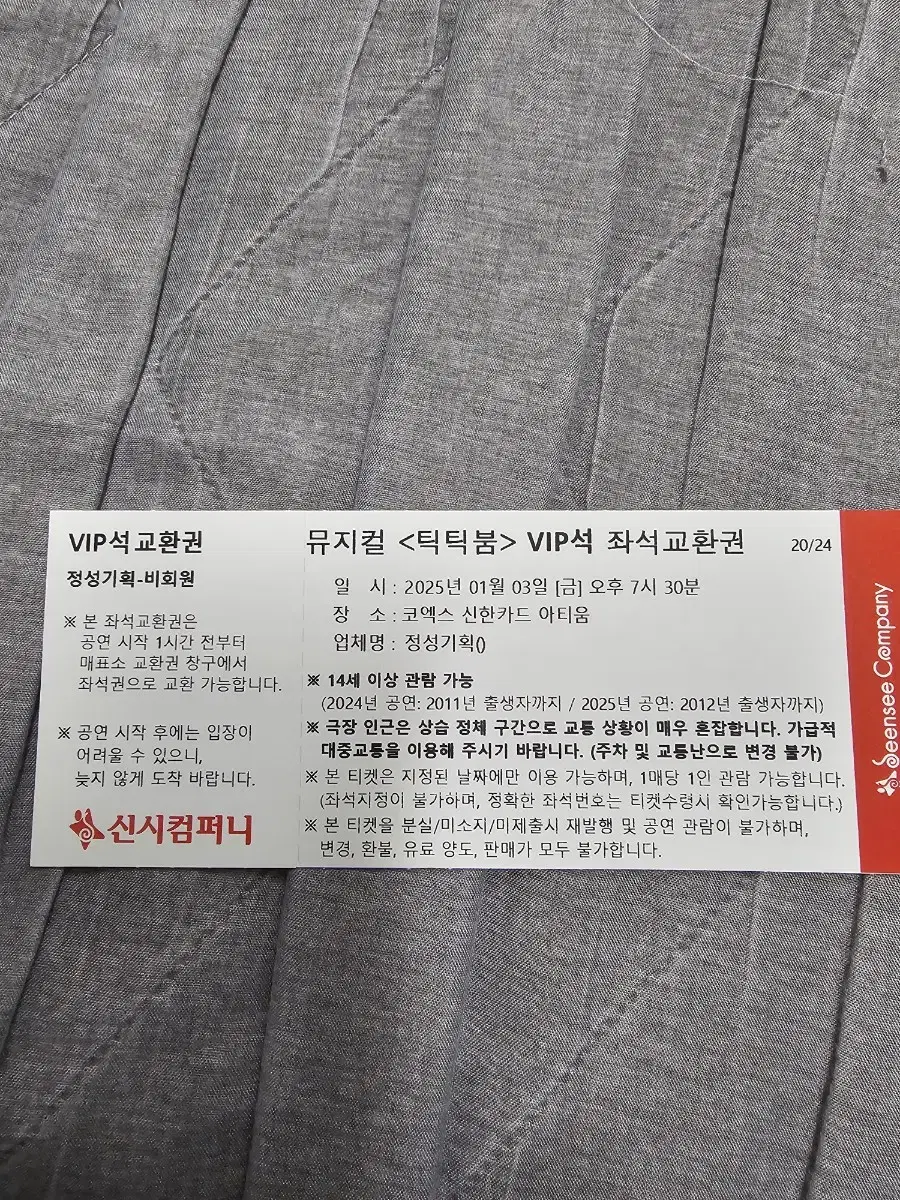 VIP석 교환권
정성기획-비회원
※ 본 좌석교환권은
공연 시작 1시간 전부터
매표소 교환권 창구에서
좌석권으로 교환 가능합니다.
※ 공연 시작 후에는 입장이
어려울 수 있으니,
늦지 않게 도착 바랍니다.
신시컴퍼니
뮤지컬 <틱틱붐> VIP석 좌석교환권
20/24
일 시 : 2025년 01월 03일 [금] 오후 7시 30분
장 소 : 코엑스 신한카드 아티움
업체명 : 정성기획()
※ 14세 이상 관람 가능
(2024년 공연: 2011년 출생자까지 / 2025년 공연: 2012년 출생자까지)
※ 극장 인근은 상습 정체 구간으로 교통 상황이 매우 혼잡합니다. 가급적
대중교통을 이용해 주시기 바랍니다. (주차 및 교통난으로 변경 불가)
※ 본 티켓은 지정된 날짜에만 이용 가능하며, 1매당 1인 관람 가능합니다.
(좌석지정이 불가하며, 정확한 좌석번호는 티켓수령시 확인가능합니다.)
※ 본 티켓을 분실/미소지/미제출시 재발행 및 공연 관람이 불가하며,
변경, 환불, 유료 양도, 판매가 모두 불가합니다.
Seensee Company